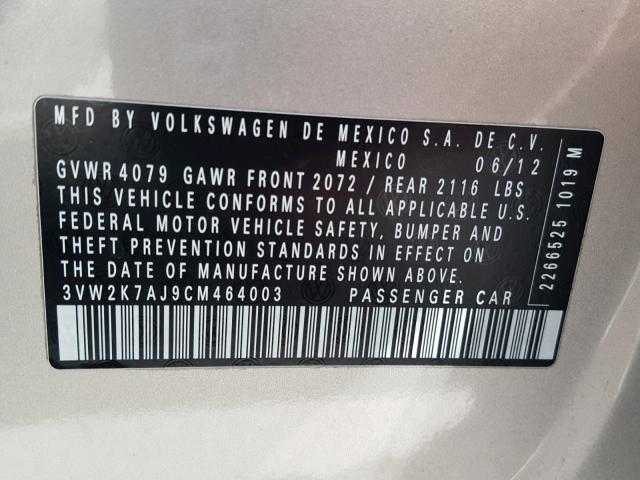 MFD BY VOLKSWAGEN DE MEXICO S.A. DE C.V.
MEXICO 06/12
GVWR 4079 GAWR FRONT 2072 / REAR 2116 LBS
THIS VEHICLE CONFORMS TO ALL APPLICABLE U.S.
FEDERAL MOTOR VEHICLE SAFETY, BUMPER AND
THEFT PREVENTION STANDARDS IN EFFECT ON
THE DATE OF MANUFACTURE SHOWN ABOVE.
3VW2K7AJ9CM464003 PASSENGER CAR
2266525 1019 M